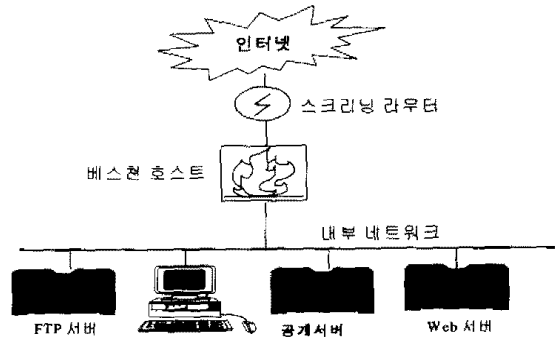 인터넷
스크리닝 라우터
베스천 호스트
내부 네트워크
FTP 서버
공개서버
Web 서버